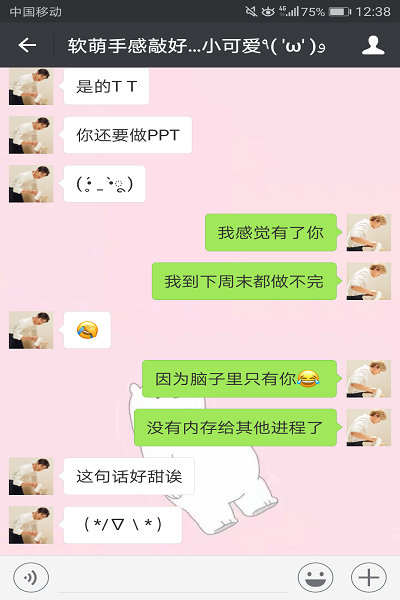 中国移动
4G 75% 12:38
软萌手感敲好...小可爱٩( 'ω' )و
是的T T
你还要做PPT
我感觉有了你
我到下周末都做不完
因为脑子里只有你😂
没有内存给其他进程了
这句话好甜诶
(*/∇\*)